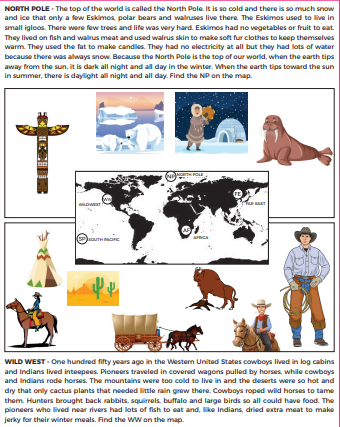 NORTH POLE - The top of the world is called the North Pole. It is so cold and there is so much snow
and ice that only a few Eskimos, polar bears and walruses live there. The Eskimos used to live in
small igloos. There were few trees and life was very hard. Eskimos had no vegetables or fruit to eat.
They lived on fish and walrus meat and used walrus skin to make soft fur clothes to keep themselves
warm. They used the fat to make candles. They had no electricity at all but they had lots of water
because there was always snow. Because the North Pole is the top of our world, when the earth tips
away from the sun, it is dark all night and all day in the winter. When the earth tips toward the sun
in summer, there is daylight all night and all day. Find the NP on the map.
NP NORTH POLE
WILD WEST WW
FE
FAR EAST
AF
AFRICA
SP SOUTH PACIFIC
WILD WEST - One hundred fifty years ago in the Western United States cowboys lived in log cabins
and Indians lived inteepees. Pioneers traveled in covered wagons pulled by horses, while cowboys
and Indians rode horses. The mountains were too cold to live in and the deserts were so hot and
dry that only cactus plants that needed little rain grew there. Cowboys roped wild horses to tame
them. Hunters brought back rabbits, squirrels, buffalo and large birds so all could have food. The
pioneers who lived near rivers had lots of fish to eat and, like Indians, dried extra meat to make
jerky for their winter meals. Find the WW on the map.